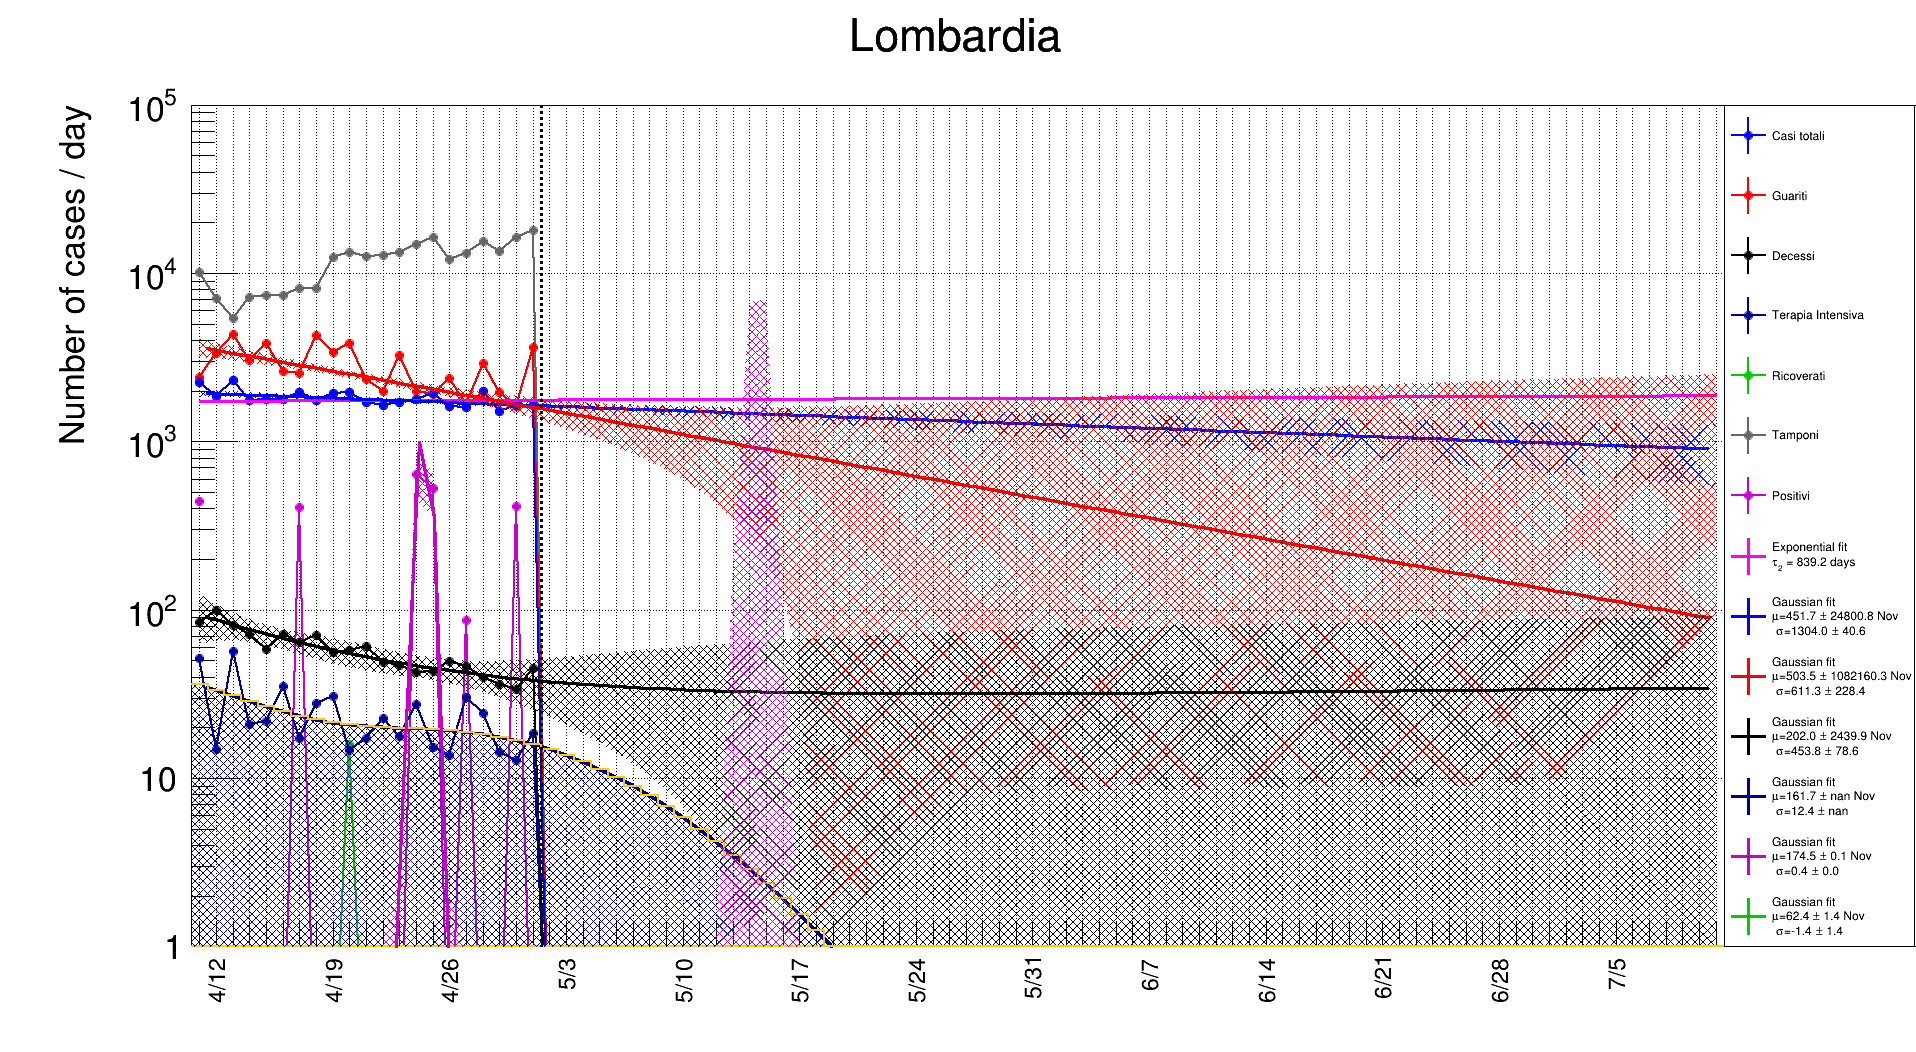 Lombardia
Number of cases / day
10^5
10^4
10^3
10^2
10
1
4/12
4/19
4/26
5/3
5/10
5/17
5/24
5/31
6/7
6/14
6/21
6/28
7/5
Casi totali
Guariti
Decessi
Terapia Intensiva
Ricoverati
Tamponi
Positivi
Exponential fit
τ₂ = 839.2 days
Gaussian fit
μ=451.7 ± 24800.8 Nov
σ=1304.0 ± 40.6
Gaussian fit
μ=503.5 ± 1082160.3 Nov
σ=611.3 ± 228.4
Gaussian fit
μ=202.0 ± 2439.9 Nov
σ=453.8 ± 78.6
Gaussian fit
μ=161.7 ± nan Nov
σ=12.4 ± nan
Gaussian fit
μ=174.5 ± 0.1 Nov
σ=0.4 ± 0.0
Gaussian fit
μ=62.4 ± 1.4 Nov
σ=-1.4 ± 1.4